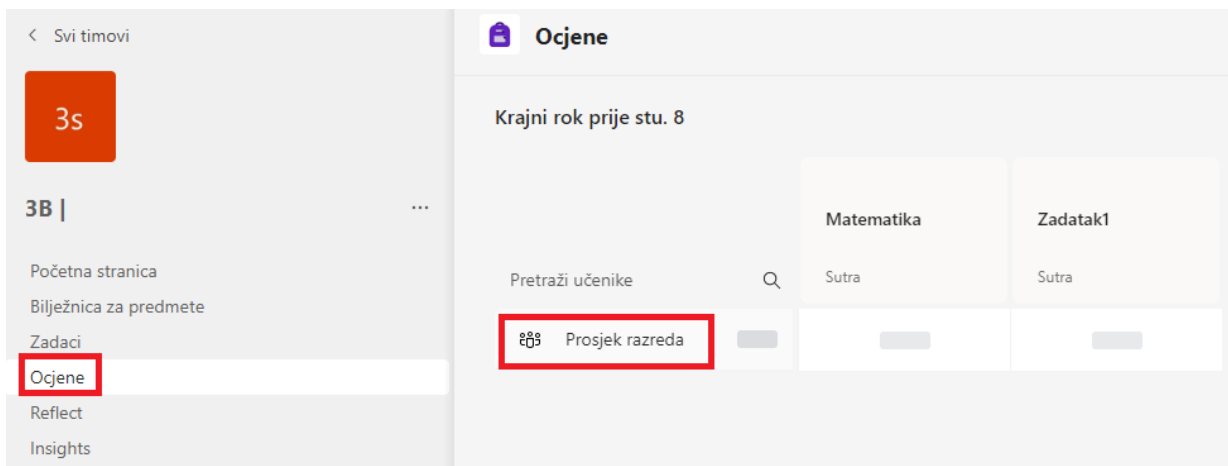 Svi timovi
3s
3B |
...
Početna stranica
Bilježnica za predmete
Zadaci
Ocjene
Reflect
Insights
Ocjene
Krajni rok prije stu. 8
Matematika
Zadatak1
Pretraži učenike
Sutra
Sutra
Prosjek razreda